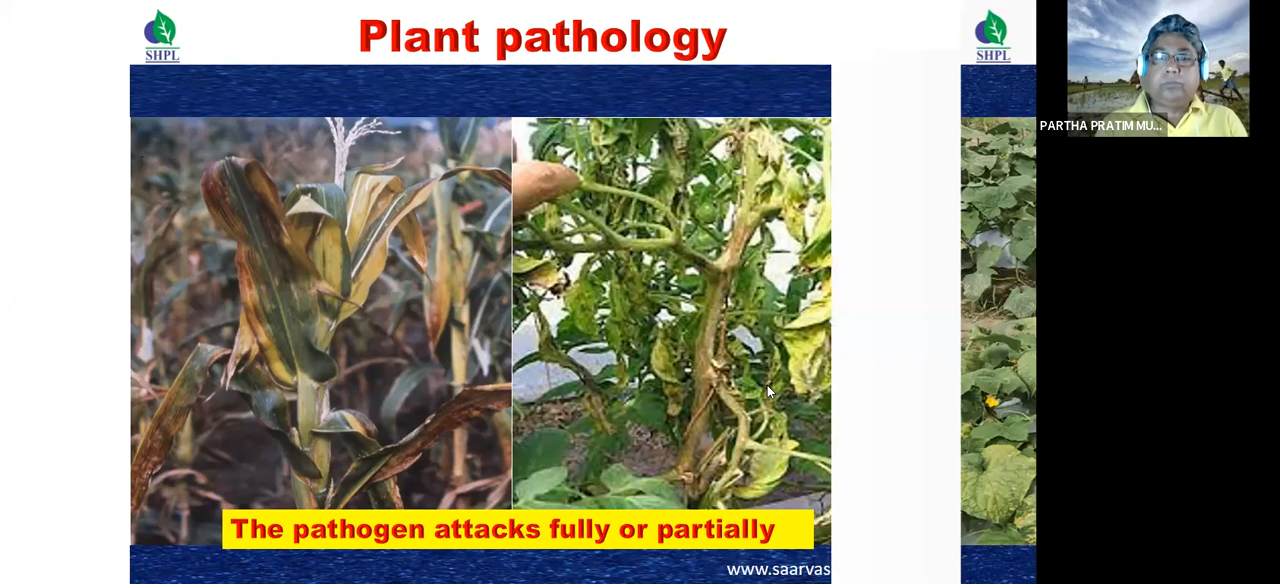 SHPL
Plant pathology
SHPL
PARTHA PRATIM MU...
The pathogen attacks fully or partially
www.saarvas